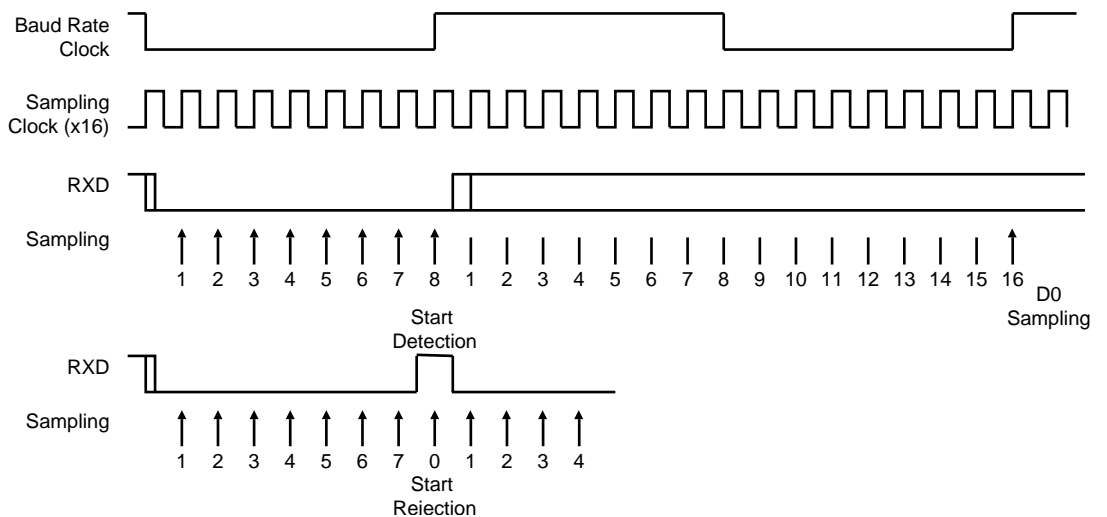 Baud Rate
Clock
Sampling
Clock (x16)
RXD
Sampling
1 2 3 4 5 6 7 8 1 2 3 4 5 6 7 8 9 10 11 12 13 14 15 16
D0
Sampling
Start
Detection
RXD
Sampling
1 2 3 4 5 6 7 0 1 2 3 4
Start
Rejection